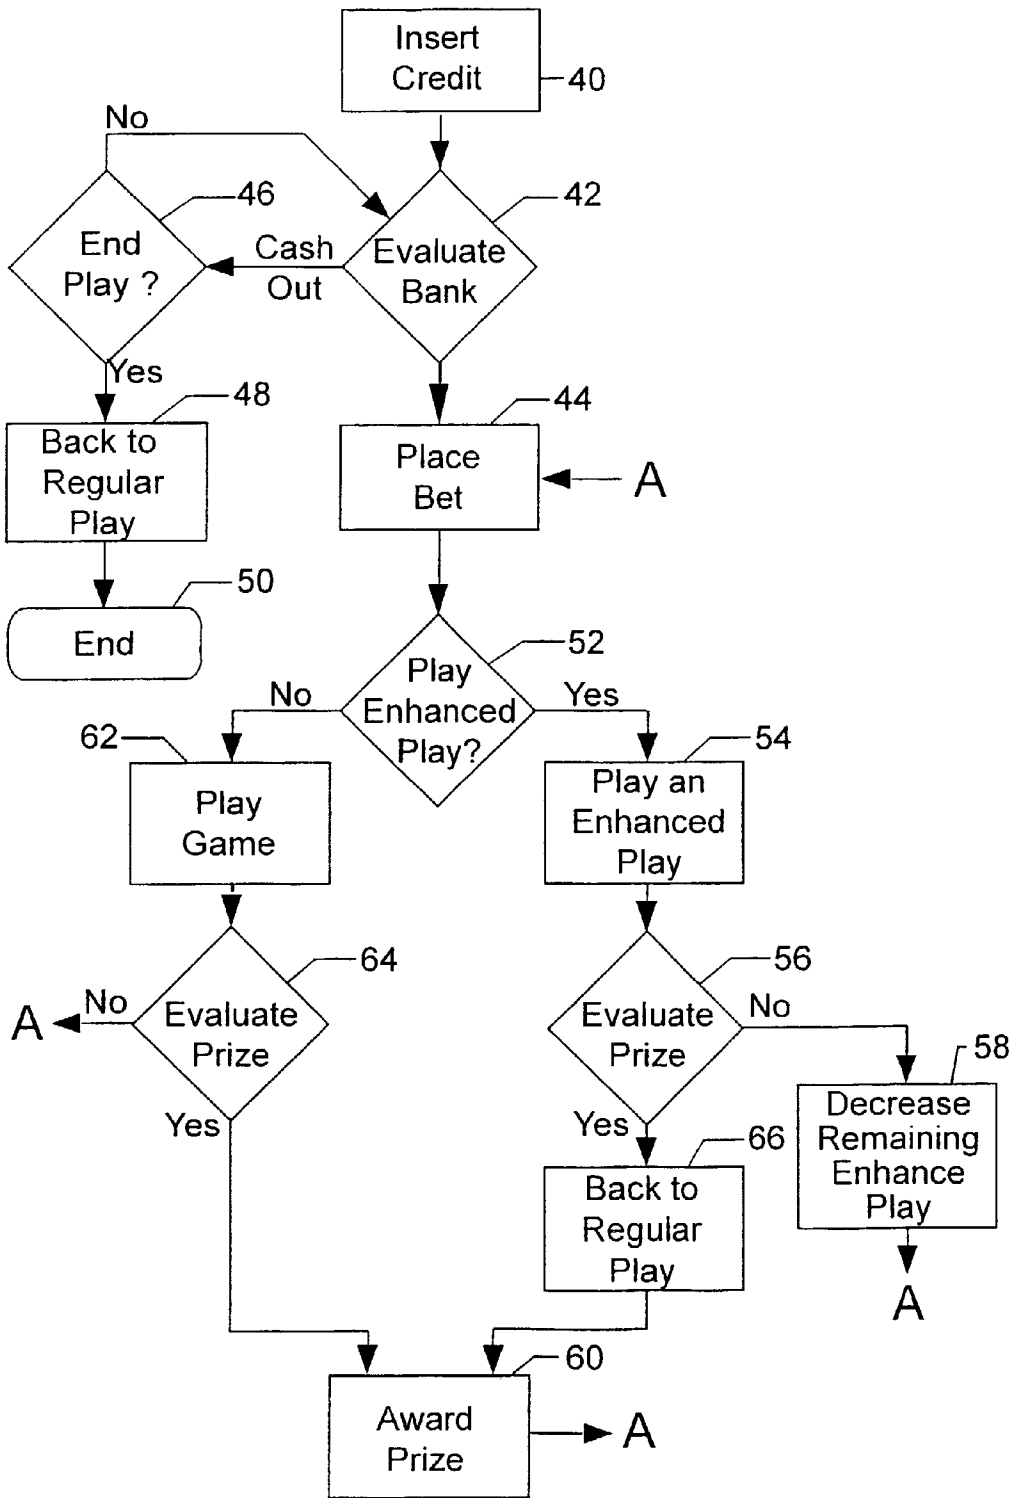 Insert
Credit
40
No
46
42
End
Play ?
Cash
Out
Evaluate
Bank
Yes
48
44
Back to
Regular
Play
Place
Bet
A
50
End
52
Play
Enhanced
Play?
No
Yes
62
54
Play
Game
Play an
Enhanced
Play
64
56
A
No
Evaluate
Prize
Evaluate
Prize
No
58
Yes
Yes
66
Decrease
Remaining
Enhance
Play
Back to
Regular
Play
A
60
Award
Prize
A